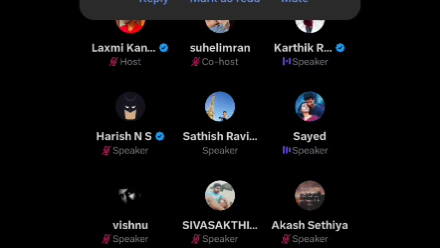 Reply Mark as read Mute
Laxmi Kan... suhelimran Karthik R...
Host Co-host Speaker
Harish N S Sathish Ravi... Sayed
Speaker Speaker Speaker
vishnu SIVASAKTHI... Akash Sethiya
Speaker Speaker Speaker